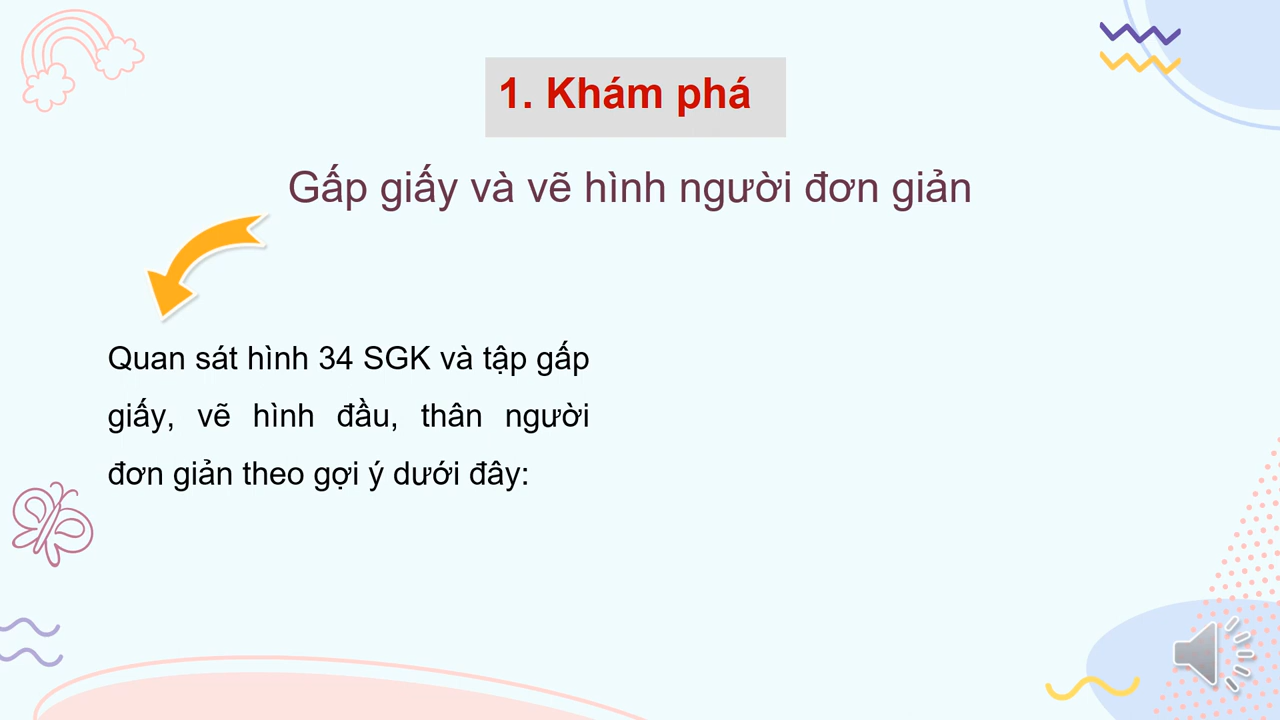 1. Khám phá
Gấp giấy và vẽ hình người đơn giản
Quan sát hình 34 SGK và tập gấp
giấy, vẽ hình đầu, thân người
đơn giản theo gợi ý dưới đây: